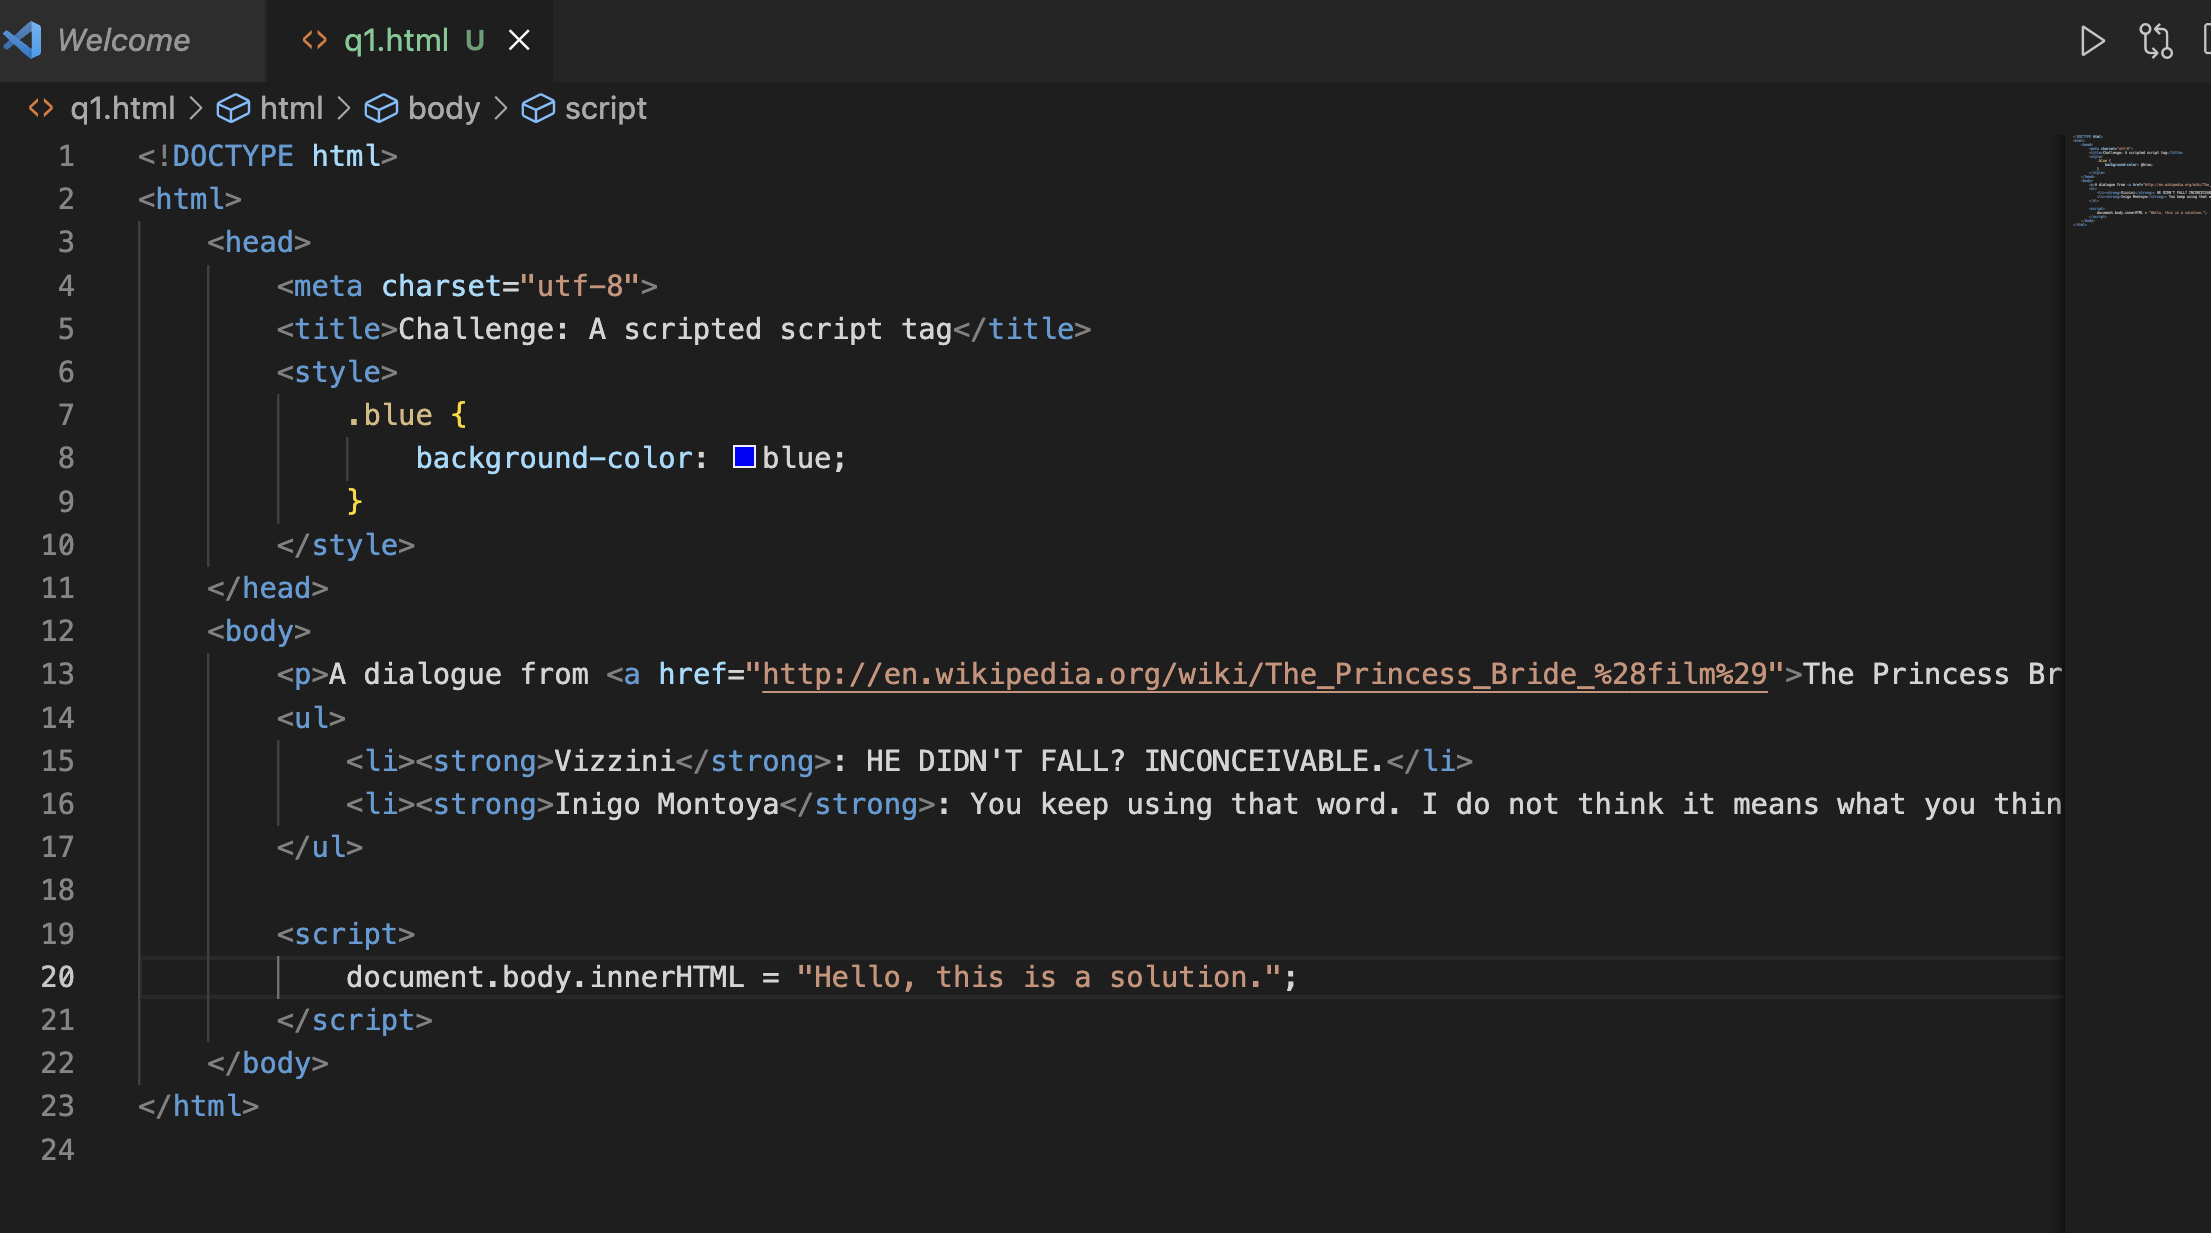 Welcome
q1.html U
q1.html > html > body > script
1 <!DOCTYPE html>
2 <html>
3 <head>
4 <meta charset="utf-8">
5 <title>Challenge: A scripted script tag</title>
6 <style>
7 .blue {
8 background-color: blue;
9 }
10 </style>
11 </head>
12 <body>
13 <p>A dialogue from <a href="http://en.wikipedia.org/wiki/The_Princess_Bride_%28film%29">The Princess Br
14 <ul>
15 <li><strong>Vizzini</strong>: HE DIDN'T FALL? INCONCEIVABLE.</li>
16 <li><strong>Inigo Montoya</strong>: You keep using that word. I do not think it means what you thin
17 </ul>
18
19 <script>
20 document.body.innerHTML = "Hello, this is a solution.";
21 </script>
22 </body>
23 </html>
24